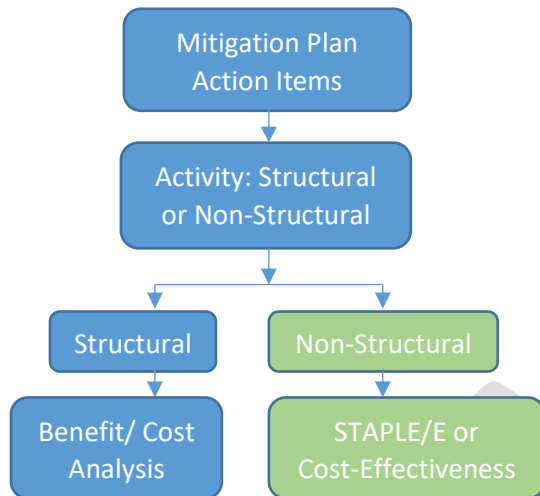 Mitigation Plan
Action Items
Activity: Structural
or Non-Structural
Structural
Non-Structural
Benefit/ Cost
Analysis
STAPLE/E or
Cost-Effectiveness